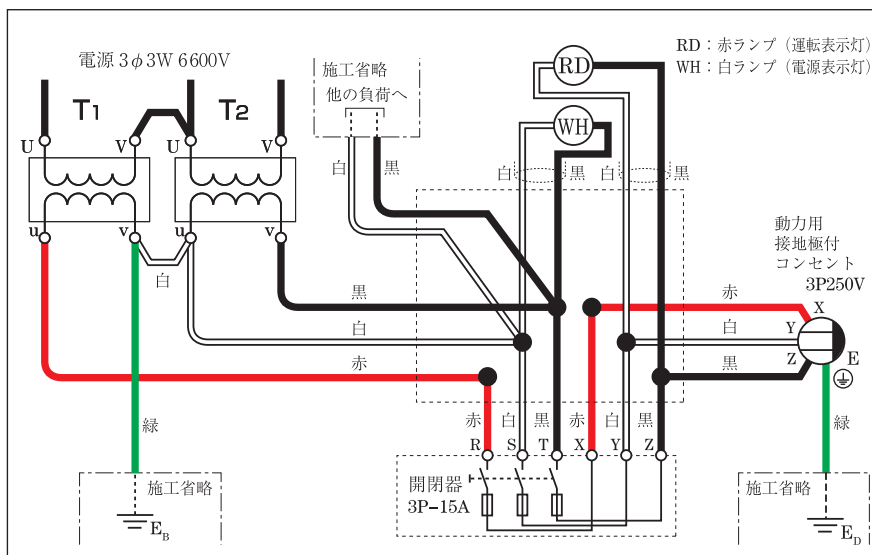 電源 3φ3W 6600V
T1
T2
U
V
U
V
u
v
u
v
白
施工省略
他の負荷へ
白
黒
RD
WH
RD：赤ランプ（運転表示灯）
WH：白ランプ（電源表示灯）
白
黒
白
黒
動力用
接地極付
コンセント
3P250V
黒
白
赤
赤
白
黒
X
Y
Z
E
緑
緑
赤
白
黒
赤
白
黒
R
S
T
X
Y
Z
開閉器
3P−15A
施工省略
EB
施工省略
ED